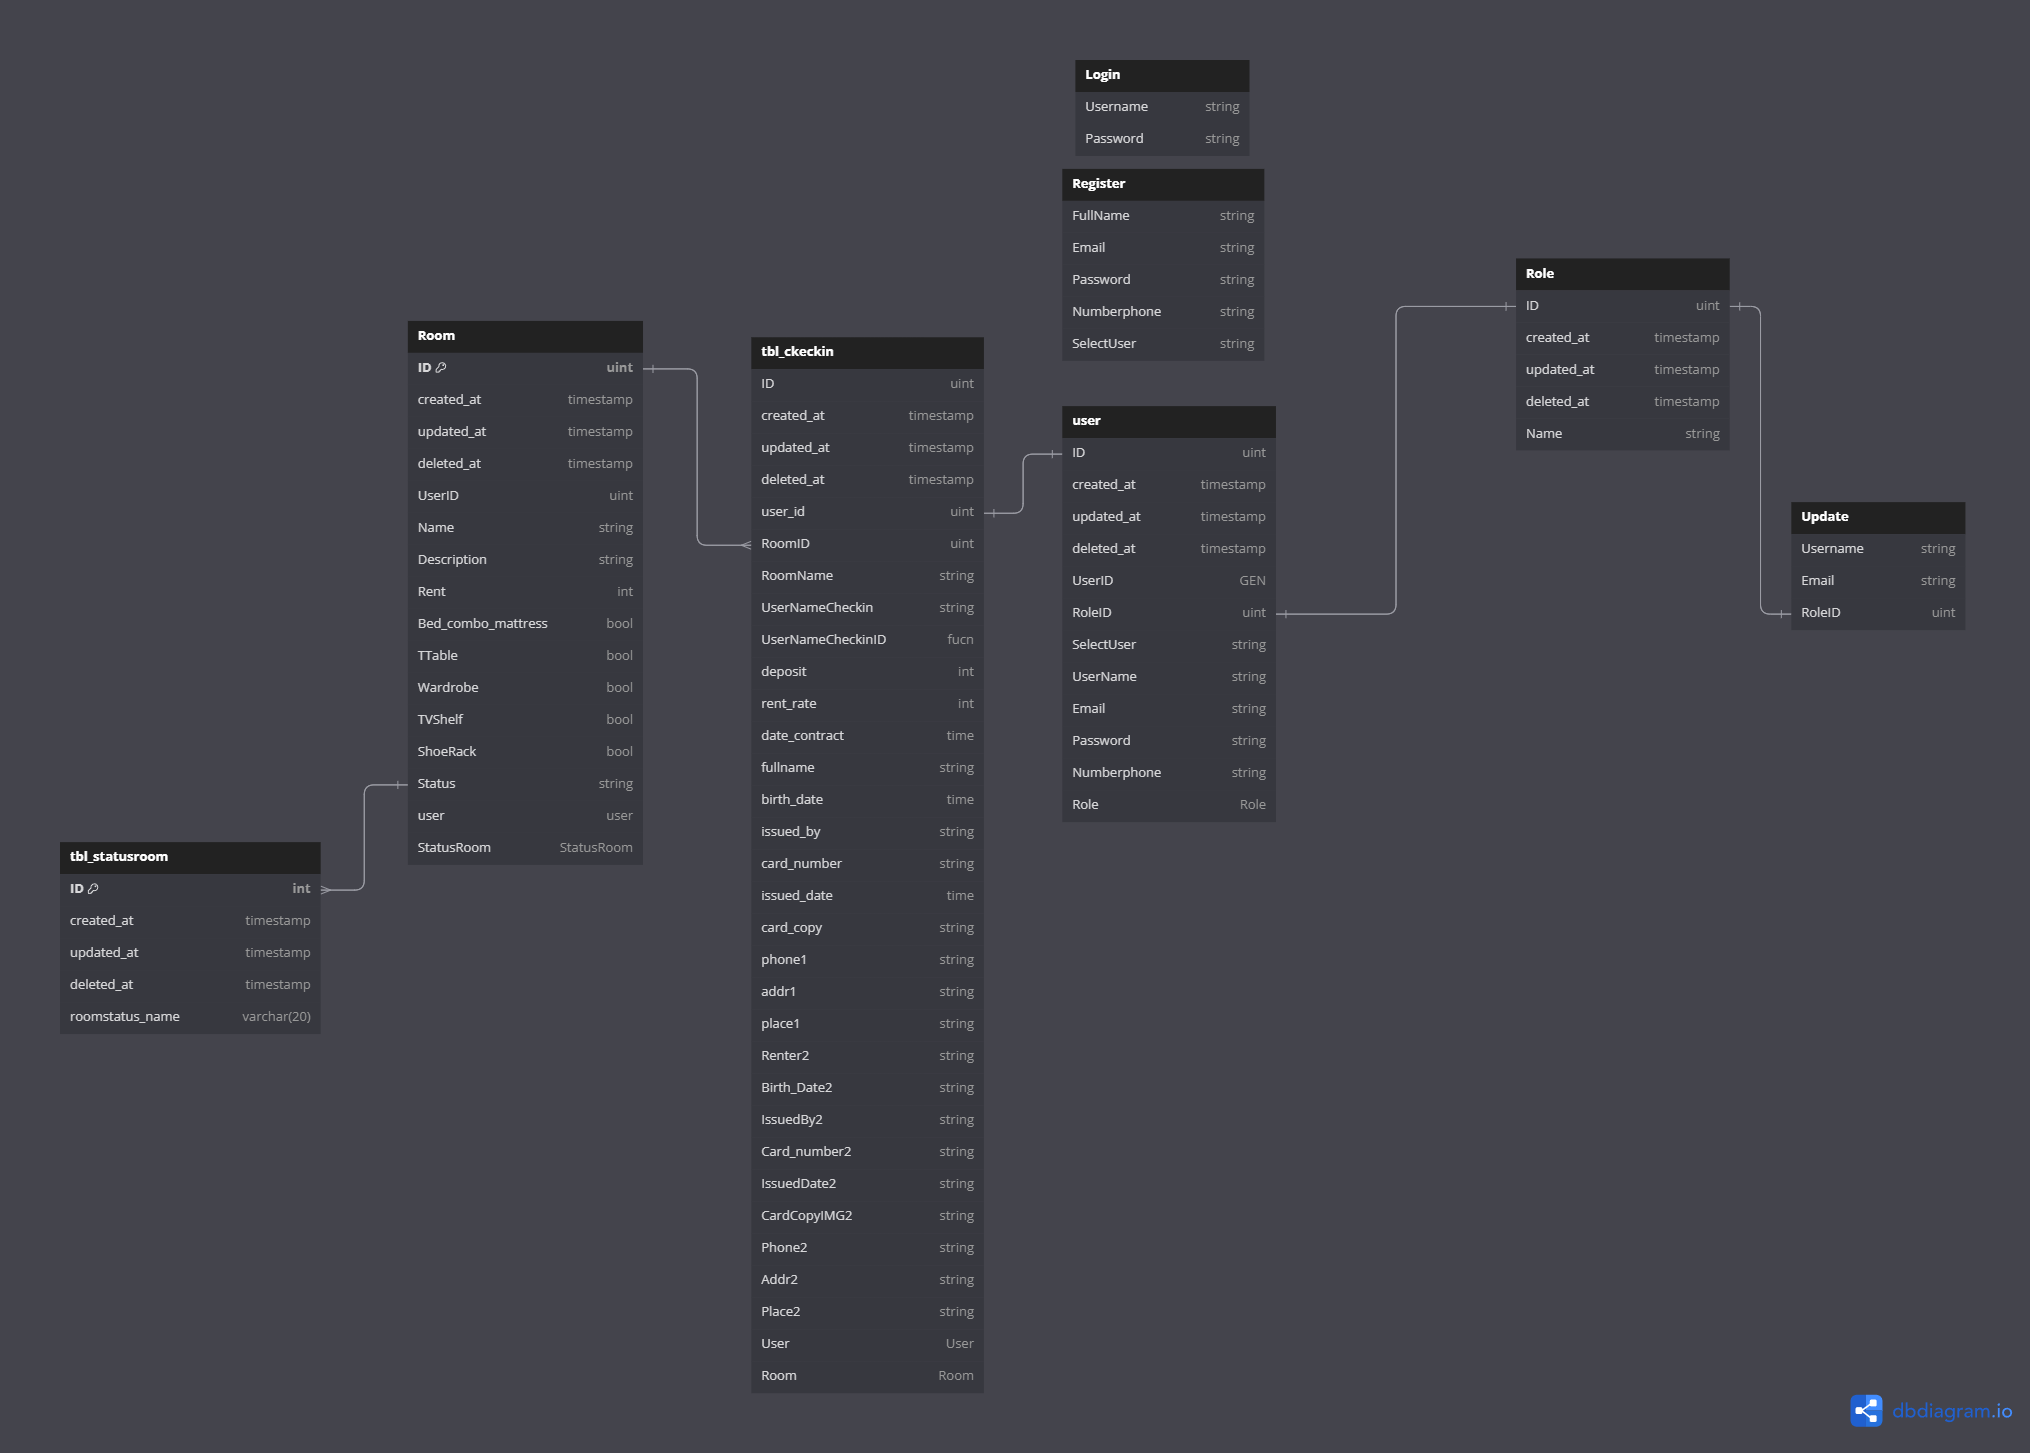 Login
Username string
Password string
Register
FullName string
Email string
Password string
Numberphone string
SelectUser string
Role
ID uint
created_at timestamp
updated_at timestamp
deleted_at timestamp
Name string
Room
ID uint
created_at timestamp
updated_at timestamp
deleted_at timestamp
UserID uint
Name string
Description string
Rent int
Bed_combo_mattress bool
TTable bool
Wardrobe bool
TVShelf bool
ShoeRack bool
Status string
user user
StatusRoom StatusRoom
tbl_ckeckin
ID uint
created_at timestamp
updated_at timestamp
deleted_at timestamp
user_id uint
RoomID uint
RoomName string
UserNameCheckin string
UserNameCheckinID fucn
deposit int
rent_rate int
date_contract time
fullname string
birth_date time
issued_by string
card_number string
issued_date time
card_copy string
phone1 string
addr1 string
place1 string
Renter2 string
Birth_Date2 string
IssuedBy2 string
Card_number2 string
IssuedDate2 string
CardCopyIMG2 string
Phone2 string
Addr2 string
Place2 string
User User
Room Room
user
ID uint
created_at timestamp
updated_at timestamp
deleted_at timestamp
UserID GEN
RoleID uint
SelectUser string
UserName string
Email string
Password string
Numberphone string
Role Role
Update
Username string
Email string
RoleID uint
tbl_statusroom
ID int
created_at timestamp
updated_at timestamp
deleted_at timestamp
roomstatus_name varchar(20)
dbdiagram.io